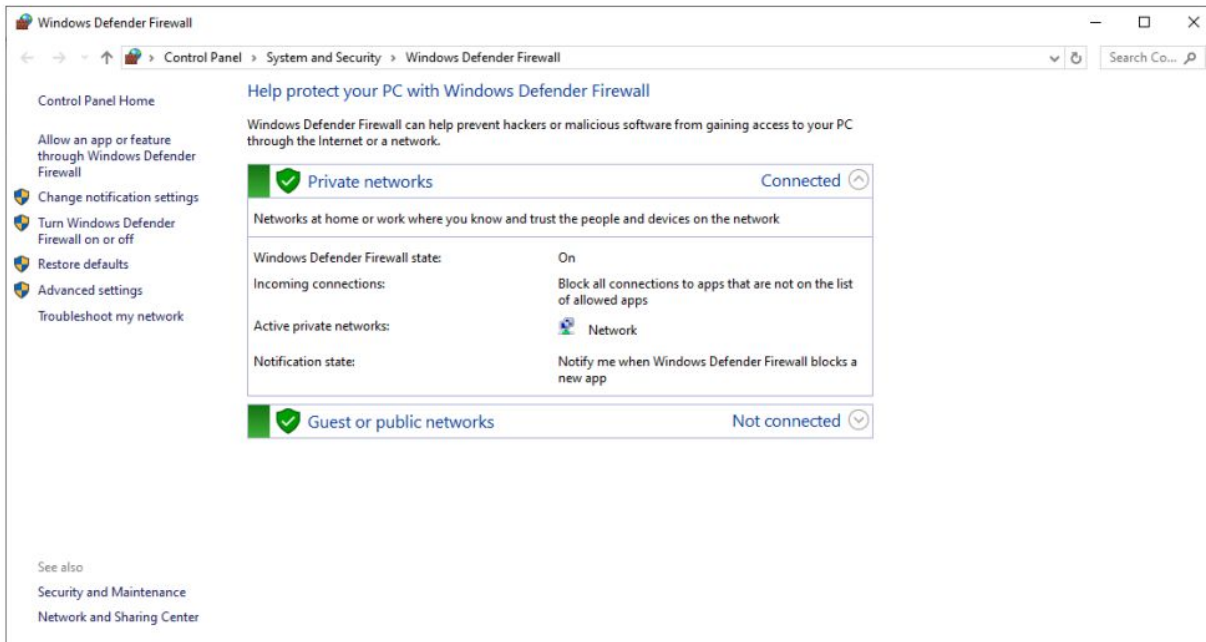 Windows Defender Firewall
Control Panel > System and Security > Windows Defender Firewall
Search Co...
Control Panel Home
Allow an app or feature
through Windows Defender
Firewall
Change notification settings
Turn Windows Defender
Firewall on or off
Restore defaults
Advanced settings
Troubleshoot my network
Help protect your PC with Windows Defender Firewall
Windows Defender Firewall can help prevent hackers or malicious software from gaining access to your PC
through the Internet or a network.
Private networks Connected
Networks at home or work where you know and trust the people and devices on the network
Windows Defender Firewall state: On
Incoming connections: Block all connections to apps that are not on the list
of allowed apps
Active private networks: Network
Notification state: Notify me when Windows Defender Firewall blocks a
new app
Guest or public networks Not connected
See also
Security and Maintenance
Network and Sharing Center